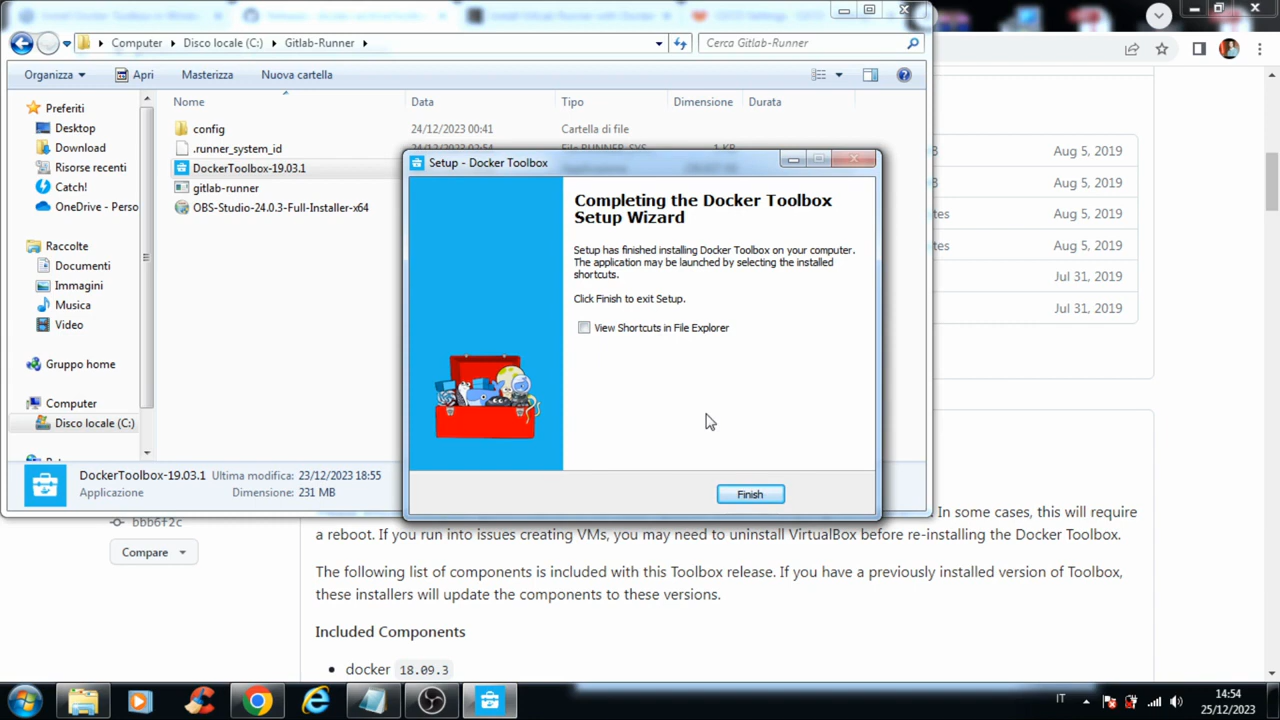 Computer
Disco locale (C:)
Gitlab-Runner
Cerca Gitlab-Runner
Organizza
Apri
Masterizza
Nuova cartella
Preferiti
Desktop
Download
Risorse recenti
Catch!
OneDrive - Perso
Raccolte
Documenti
Immagini
Musica
Video
Gruppo home
Computer
Disco locale (C:)
Nome Data Tipo Dimensione Durata
config 24/12/2023 00:41 Cartella di file
.runner_system_id
DockerToolbox-19.03.1
gitlab-runner
OBS-Studio-24.0.3-Full-Installer-x64
Setup - Docker Toolbox
Completing the Docker Toolbox
Setup Wizard
Setup has finished installing Docker Toolbox on your computer.
The application may be launched by selecting the installed
shortcuts.
Click Finish to exit Setup.
View Shortcuts in File Explorer
Finish
DockerToolbox-19.03.1 Ultima modifica: 23/12/2023 18:55
Applicazione Dimensione: 231 MB
Aug 5, 2019
Aug 5, 2019
Aug 5, 2019
Aug 5, 2019
Jul 31, 2019
Jul 31, 2019
bbb6f2c
Compare
In some cases, this will require
a reboot. If you run into issues creating VMs, you may need to uninstall VirtualBox before re-installing the Docker Toolbox.
The following list of components is included with this Toolbox release. If you have a previously installed version of Toolbox,
these installers will update the components to these versions.
Included Components
docker 18.09.3
IT
14:54
25/12/2023